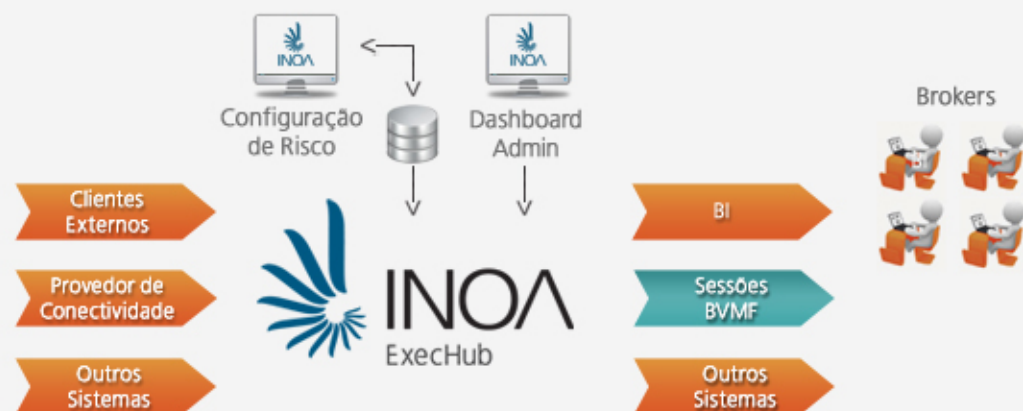 INOA
INOA
Configuração
de Risco
Dashboard
Admin
Brokers
Clientes
Externos
BI
Provedor de
Conectividade
INOA
ExecHub
Sessões
BVMF
Outros
Sistemas
Outros
Sistemas